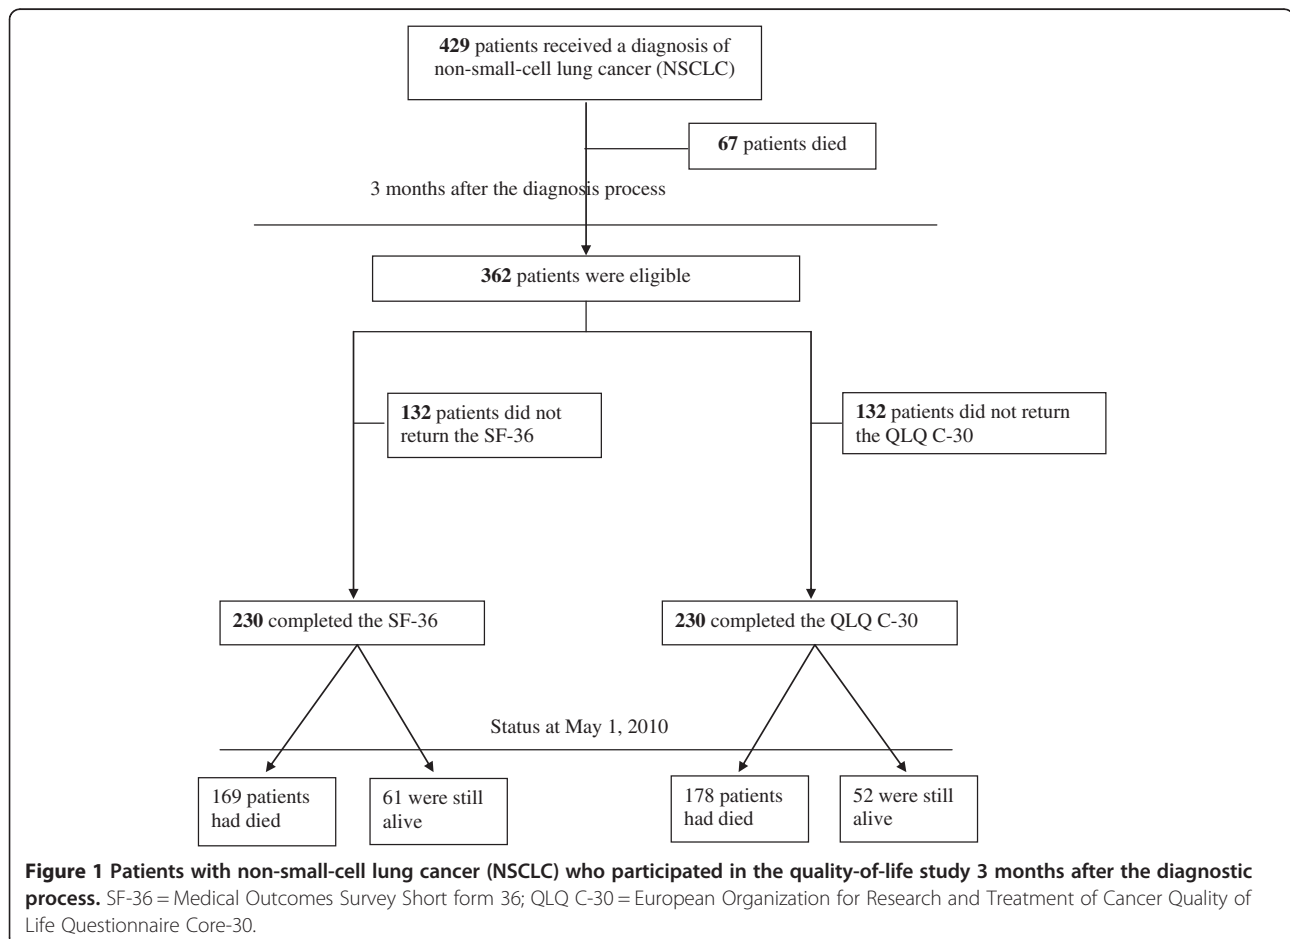 429 patients received a diagnosis of
non-small-cell lung cancer (NSCLC)
67 patients died
3 months after the diagnosis process
362 patients were eligible
132 patients did not
return the SF-36
132 patients did not return
the QLQ C-30
230 completed the SF-36
230 completed the QLQ C-30
Status at May 1, 2010
169 patients
had died
61 were still
alive
178 patients
had died
52 were still
alive
Figure 1 Patients with non-small-cell lung cancer (NSCLC) who participated in the quality-of-life study 3 months after the diagnostic
process. SF-36 = Medical Outcomes Survey Short form 36; QLQ C-30 = European Organization for Research and Treatment of Cancer Quality of
Life Questionnaire Core-30.